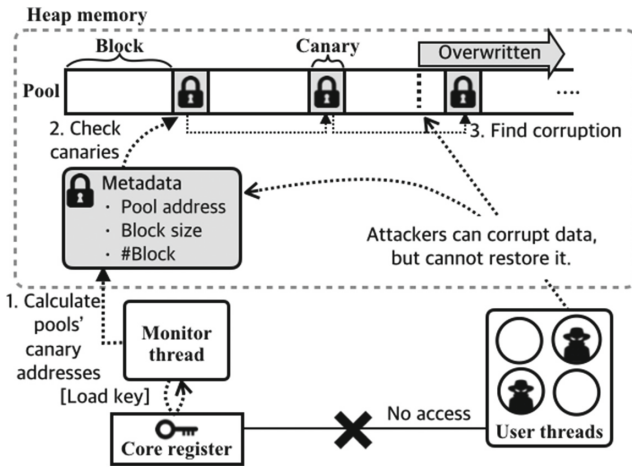 Heap memory
Block
Canary
Overwritten
Pool
....
2. Check
canaries
3. Find corruption
Metadata
· Pool address
· Block size
· #Block
Attackers can corrupt data,
but cannot restore it.
1. Calculate
pools'
canary
addresses
[Load key]
Monitor
thread
No access
Core register
User threads